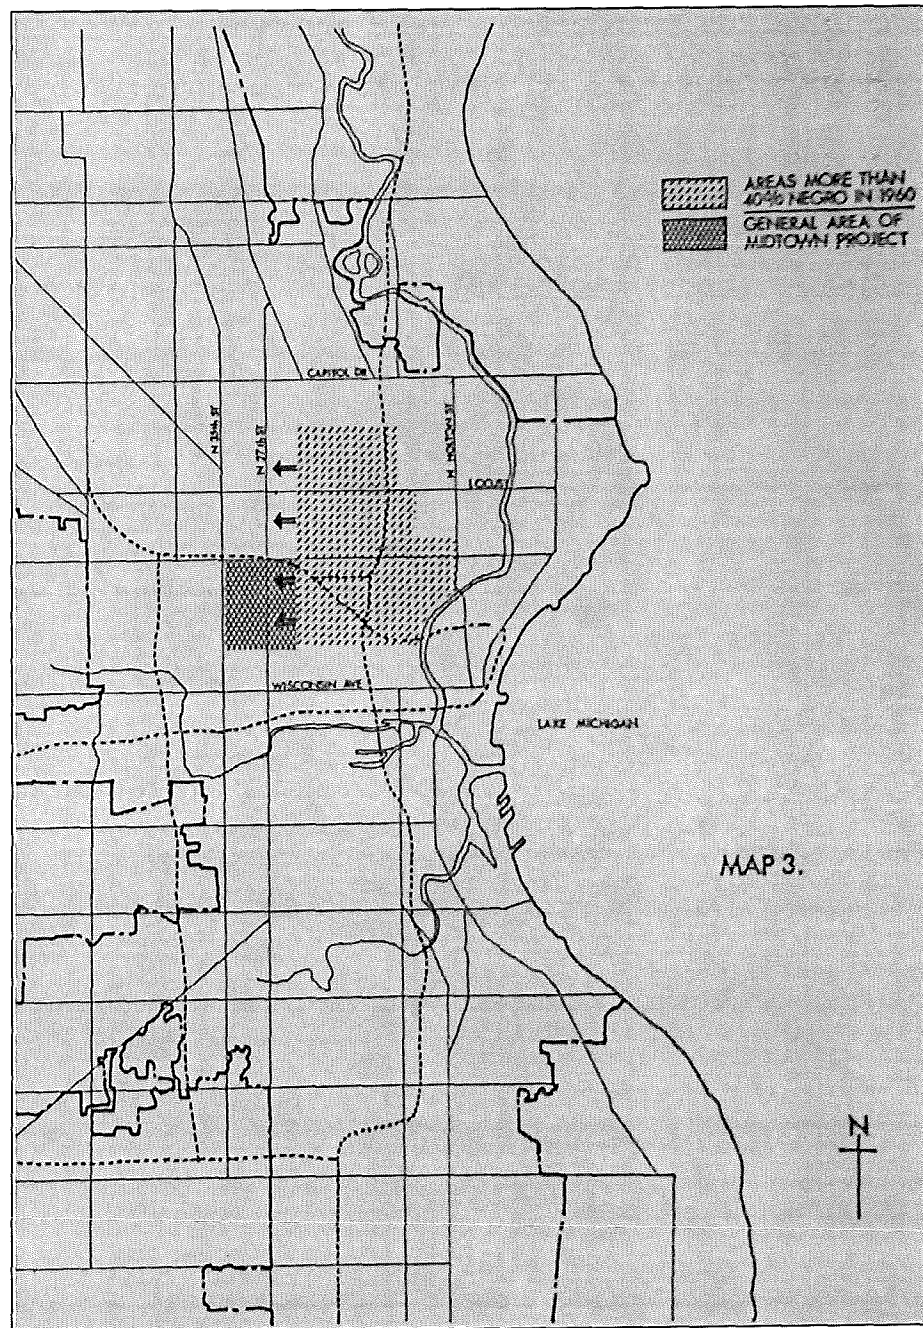 AREAS MORE THAN
40% NEGRO IN 1960
GENERAL AREA OF
MIDTOWN PROJECT
CAPITOL DR
N 35th ST
N 27th ST
N HOLTON ST
LOCUST
WISCONSIN AVE
LAKE MICHIGAN
MAP 3.
N